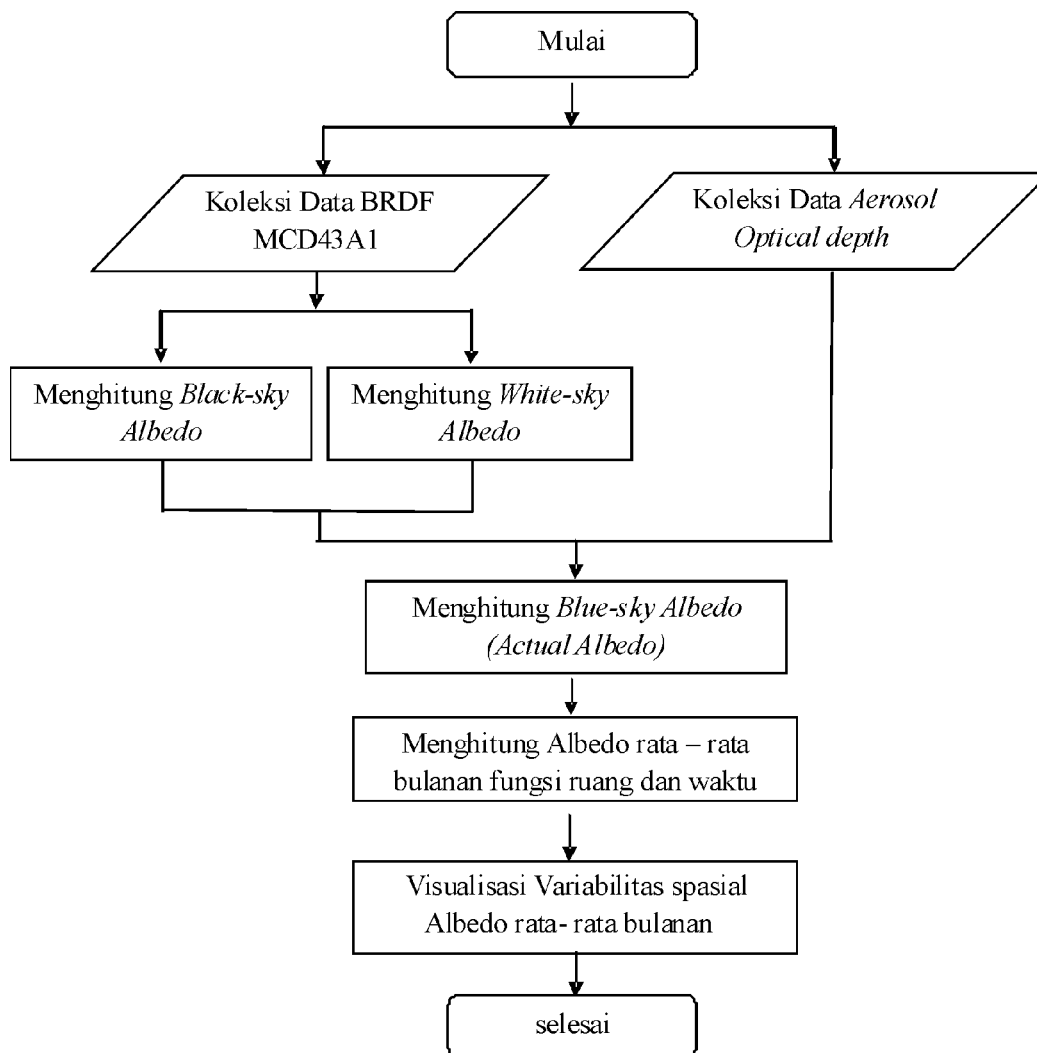 Mulai
Koleksi Data BRDF
MCD43A1
Koleksi Data Aerosol
Optical depth
Menghitung Black-sky
Albedo
Menghitung White-sky
Albedo
Menghitung Blue-sky Albedo
(Actual Albedo)
Menghitung Albedo rata – rata
bulanan fungsi ruang dan waktu
Visualisasi Variabilitas spasial
Albedo rata- rata bulanan
selesai